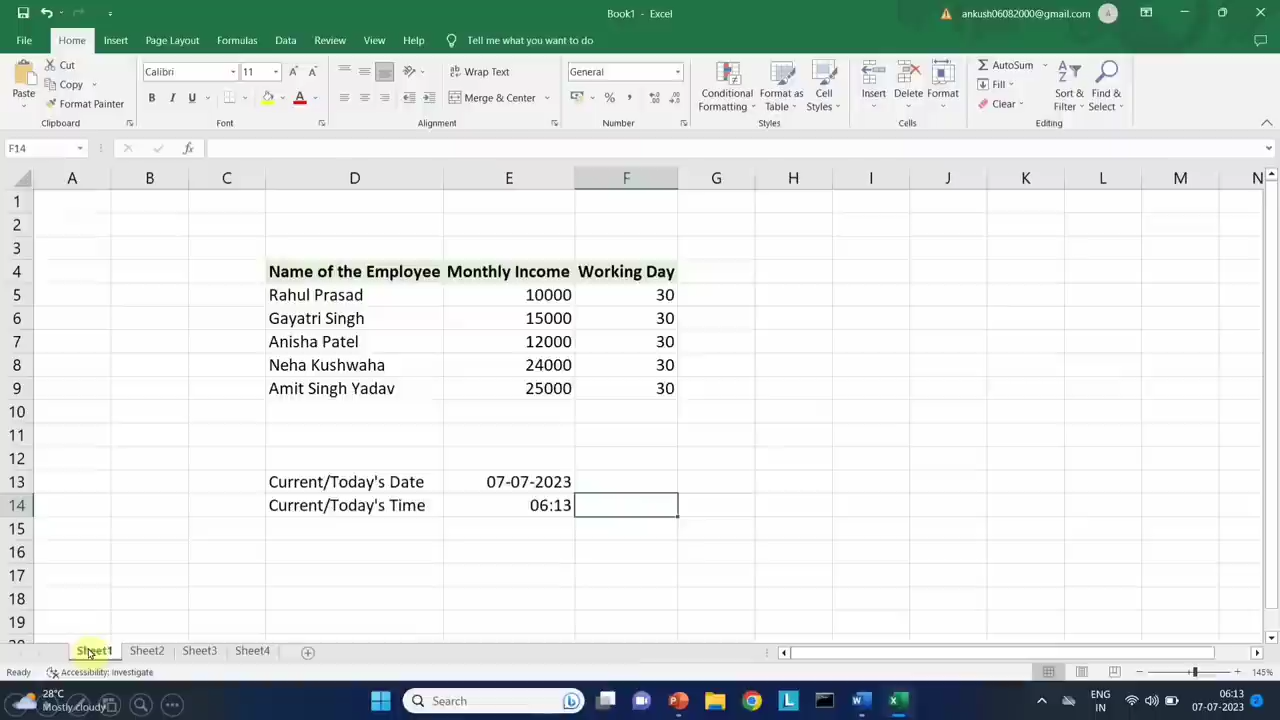 Book1 - Excel
ankush06082000@gmail.com A
File Home Insert Page Layout Formulas Data Review View Help Tell me what you want to do
Paste
Cut
Copy
Format Painter
Clipboard
Calibri 11
B I U
Font
Wrap Text
Merge & Center
Alignment
General
%
Number
Conditional Formatting
Format as Table
Cell Styles
Styles
Insert Delete Format
Cells
AutoSum
Fill
Clear
Sort & Filter
Find & Select
Editing
F14 fx
A B C D E F G H I J K L M N
1
2
3
4 Name of the Employee Monthly Income Working Day
5 Rahul Prasad 10000 30
6 Gayatri Singh 15000 30
7 Anisha Patel 12000 30
8 Neha Kushwaha 24000 30
9 Amit Singh Yadav 25000 30
10
11
12
13 Current/Today's Date 07-07-2023
14 Current/Today's Time 06:13
15
16
17
18
19
Sheet1 Sheet2 Sheet3 Sheet4
Ready Accessibility: Investigate 145%
28°C
Mostly cloudy
Search
ENG
IN
06:13
07-07-2023